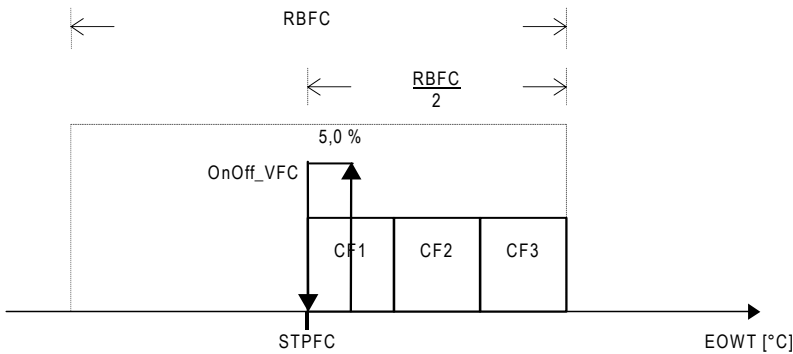 RBFC
RBFC
2
5,0 %
OnOff_VFC
CF1
CF2
CF3
STPFC
EOWT [°C]